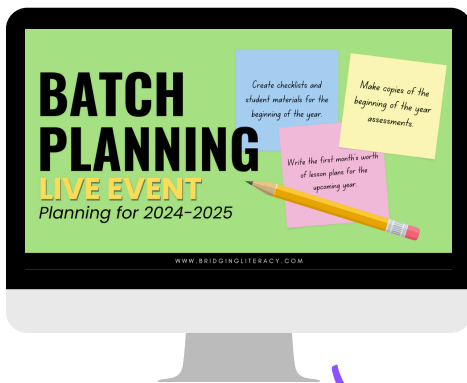 BATCH
PLANNING
LIVE EVENT
Planning for 2024-2025
Create checklists and
student materials for the
beginning of the year.
Make copies of the
beginning of the year
assessments.
Write the first month's worth
of lesson plans for the
upcoming year.
WWW.BRIDGINGLITERACY.COM